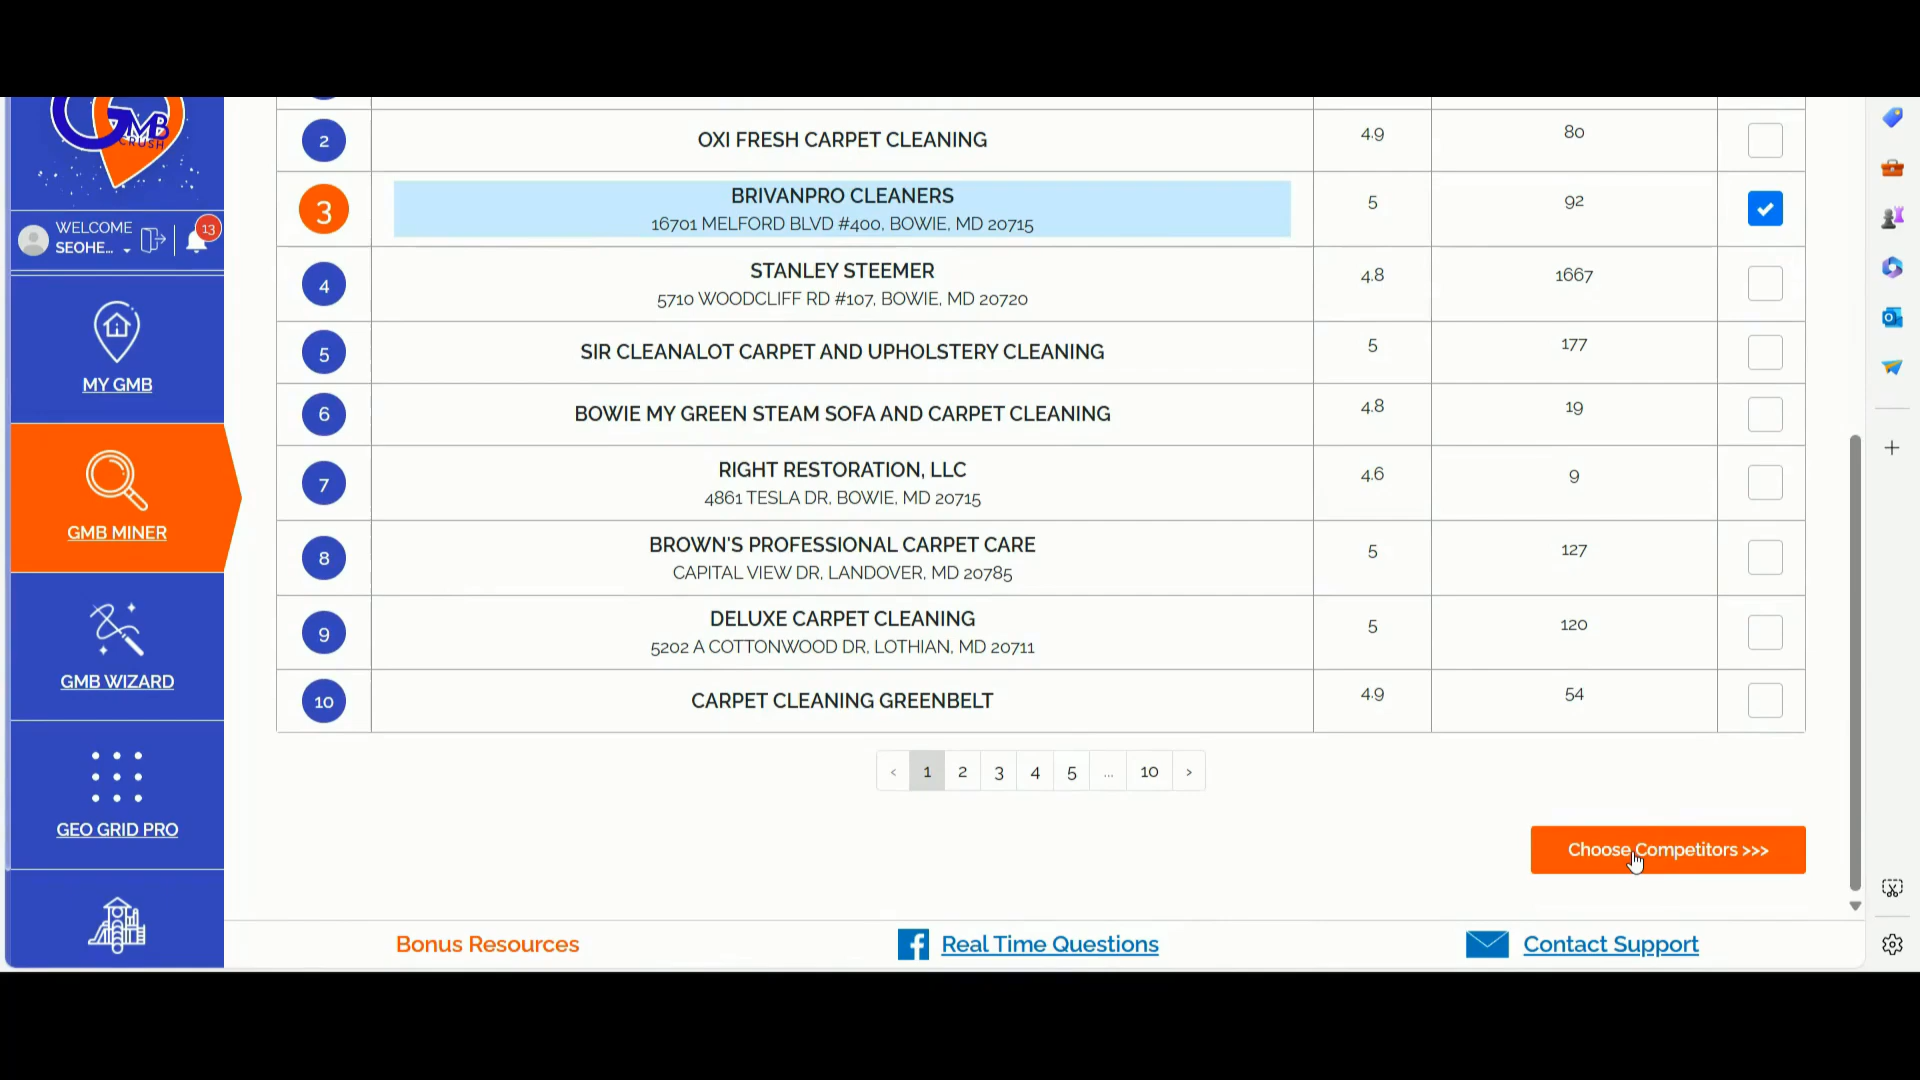 GMB
CRUSH
WELCOME
SEOHE...
13
MY GMB
GMB MINER
GMB WIZARD
GEO GRID PRO
2
OXI FRESH CARPET CLEANING
4.9
80
3
BRIVANPRO CLEANERS
16701 MELFORD BLVD #400, BOWIE, MD 20715
5
92
4
STANLEY STEEMER
5710 WOODCLIFF RD #107, BOWIE, MD 20720
4.8
1667
5
SIR CLEANALOT CARPET AND UPHOLSTERY CLEANING
5
177
6
BOWIE MY GREEN STEAM SOFA AND CARPET CLEANING
4.8
19
7
RIGHT RESTORATION, LLC
4861 TESLA DR, BOWIE, MD 20715
4.6
9
8
BROWN'S PROFESSIONAL CARPET CARE
CAPITAL VIEW DR, LANDOVER, MD 20785
5
127
9
DELUXE CARPET CLEANING
5202 A COTTONWOOD DR, LOTHIAN, MD 20711
5
120
10
CARPET CLEANING GREENBELT
4.9
54
‹ 1 2 3 4 5 ... 10 ›
Choose Competitors >>>
Bonus Resources
Real Time Questions
Contact Support